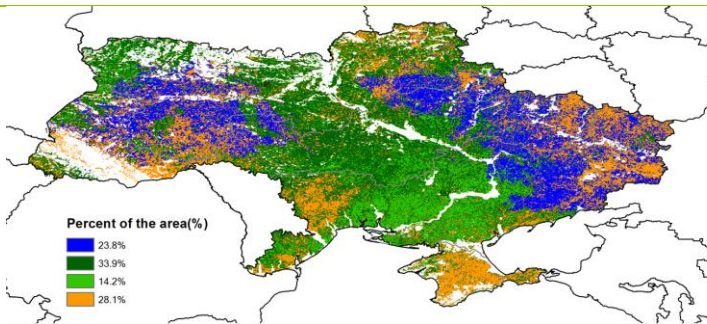 Percent of the area(%)
23.8%
33.9%
14.2%
28.1%